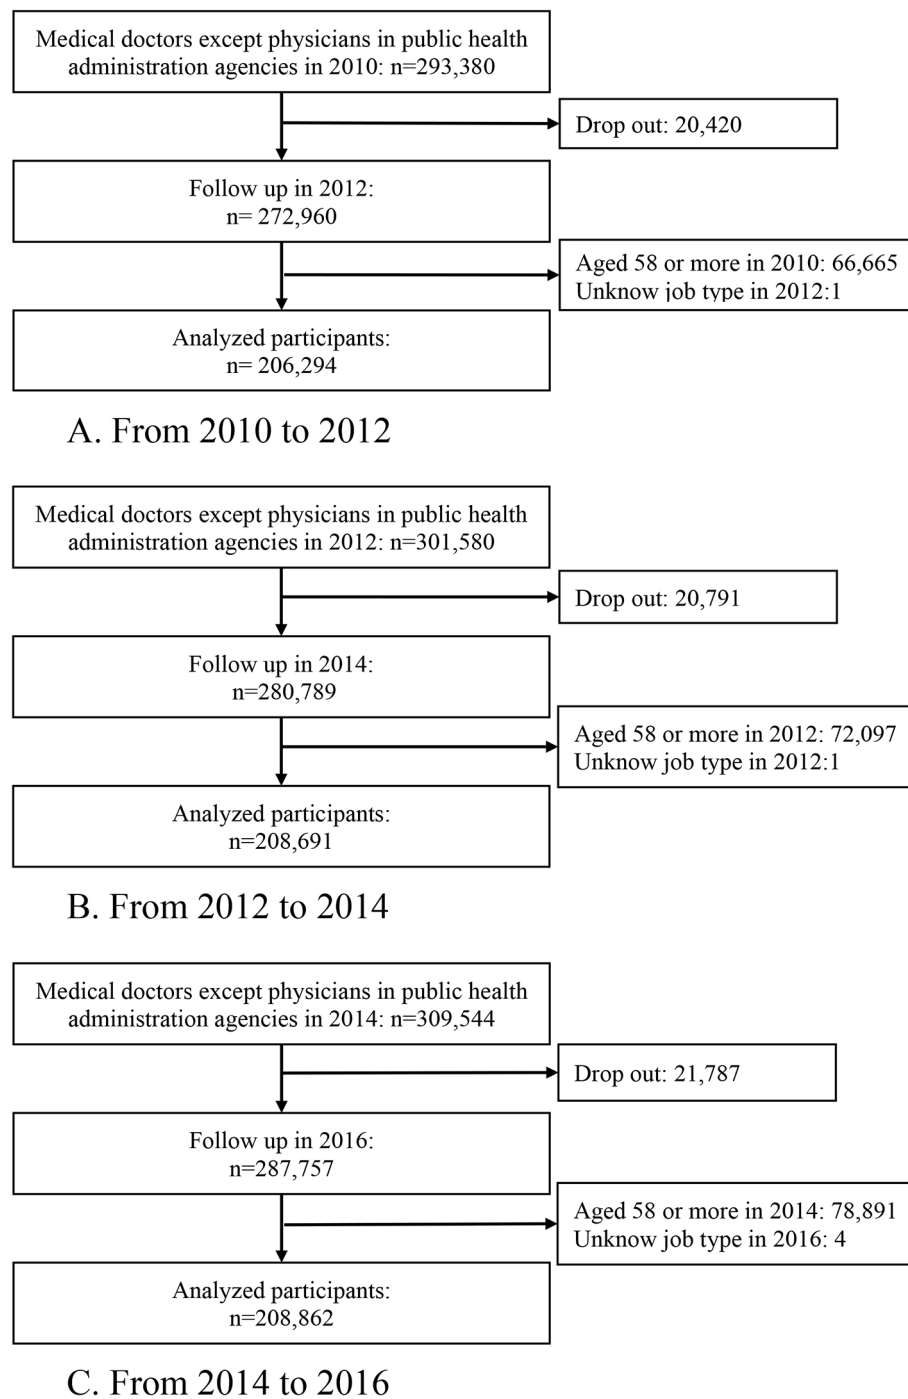 Medical doctors except physicians in public health
administration agencies in 2010: n=293,380
Drop out: 20,420
Follow up in 2012:
n= 272,960
Aged 58 or more in 2010: 66,665
Unknow job type in 2012:1
Analyzed participants:
n= 206,294
A. From 2010 to 2012
Medical doctors except physicians in public health
administration agencies in 2012: n=301,580
Drop out: 20,791
Follow up in 2014:
n=280,789
Aged 58 or more in 2012: 72,097
Unknow job type in 2012:1
Analyzed participants:
n=208,691
B. From 2012 to 2014
Medical doctors except physicians in public health
administration agencies in 2014: n=309,544
Drop out: 21,787
Follow up in 2016:
n=287,757
Aged 58 or more in 2014: 78,891
Unknow job type in 2016: 4
Analyzed participants:
n=208,862
C. From 2014 to 2016